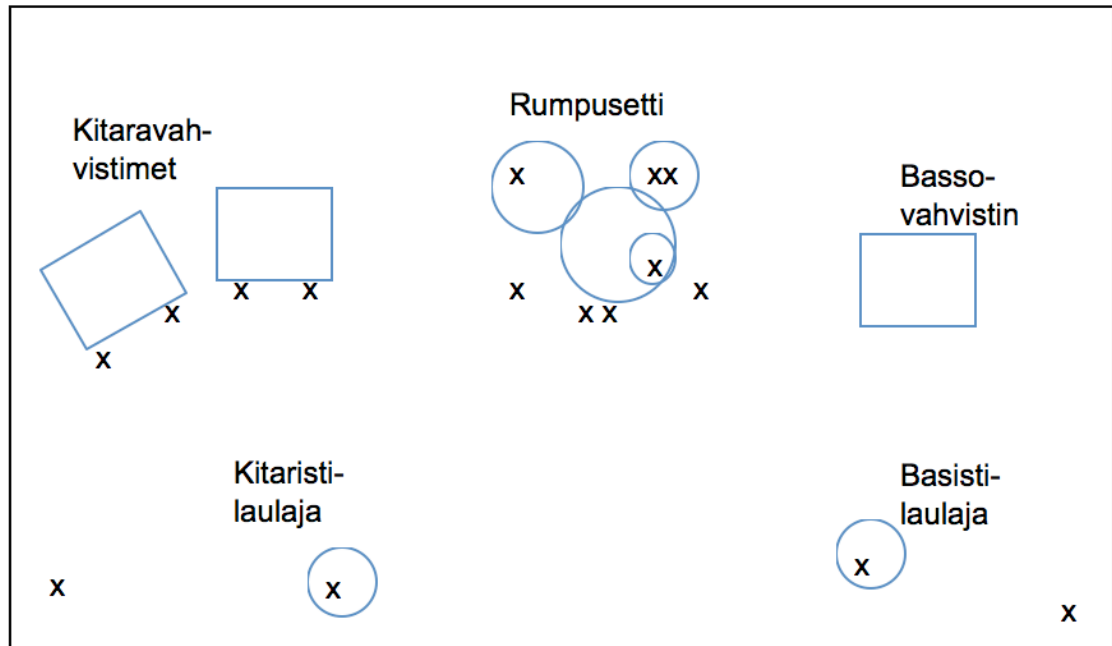 Rumpusetti
Kitaravah-
vistimet
x
xx
Basso-
vahvistin
x
x
x
x
x
x
x x
x
Kitaristi-
laulaja
Basisti-
laulaja
x
x
x
x